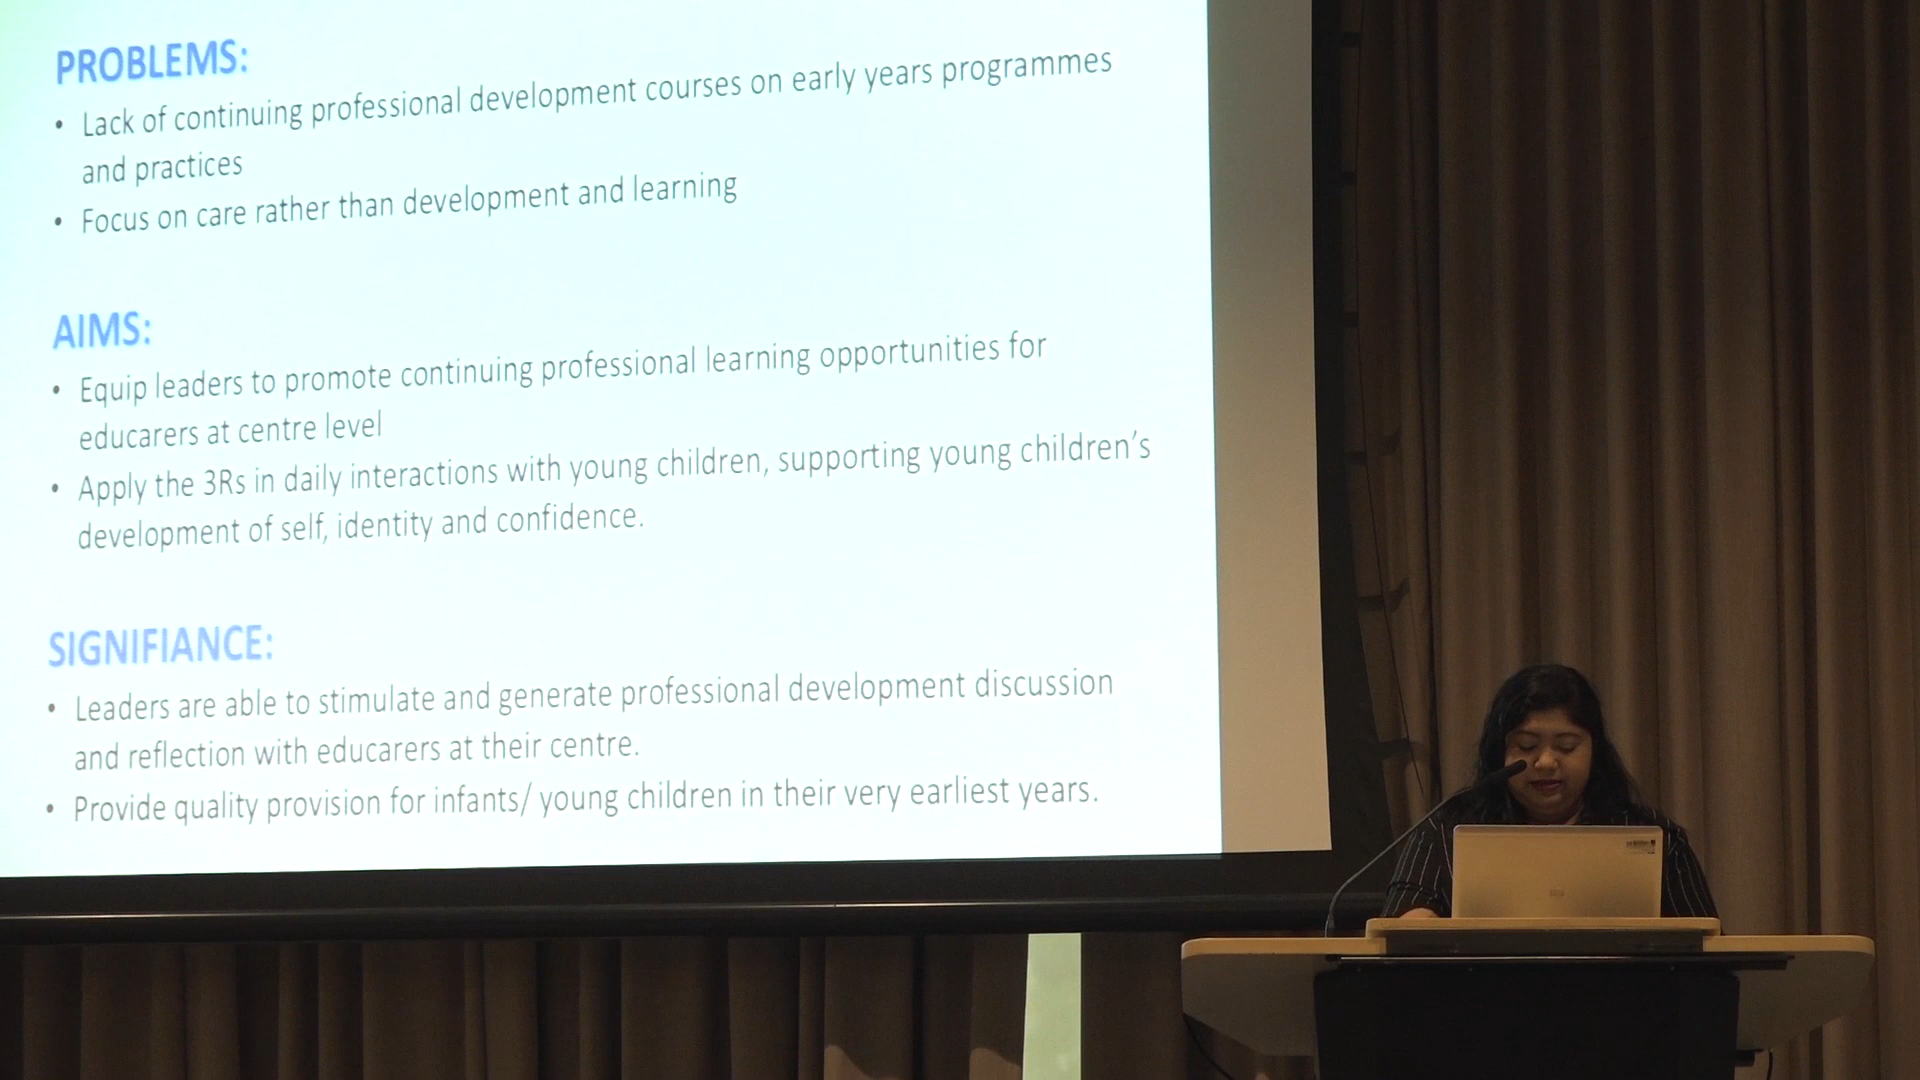 PROBLEMS:
• Lack of continuing professional development courses on early years programmes
and practices
• Focus on care rather than development and learning
AIMS:
• Equip leaders to promote continuing professional learning opportunities for
educarers at centre level
• Apply the 3Rs in daily interactions with young children, supporting young children's
development of self, identity and confidence.
SIGNIFIANCE:
• Leaders are able to stimulate and generate professional development discussion
and reflection with educarers at their centre.
• Provide quality provision for infants/ young children in their very earliest years.